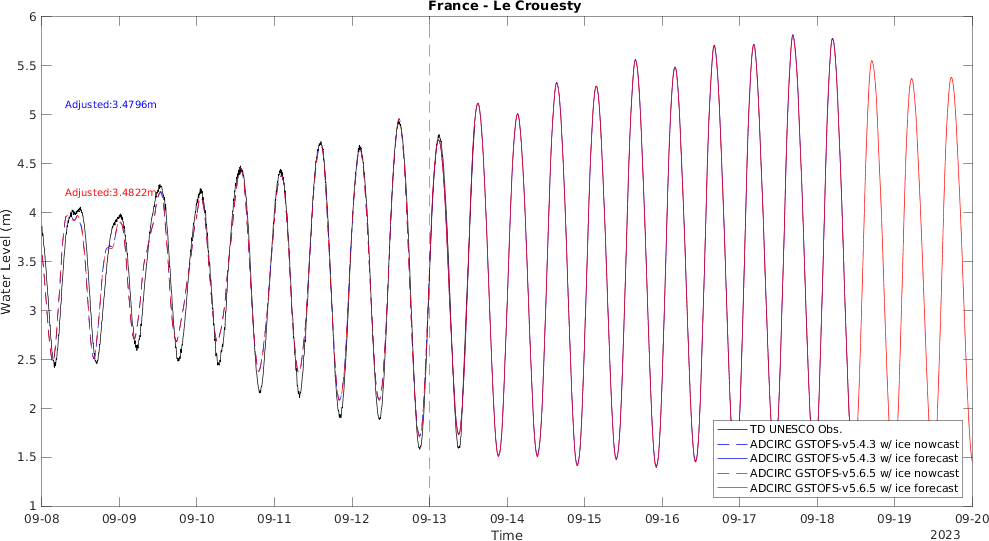 France - Le Crouesty
6
5.5
5
4.5
4
3.5
3
2.5
2
1.5
1
Water Level (m)
Adjusted:3.4796m
Adjusted:3.4822m
TD UNESCO Obs.
ADCIRC GSTOFS-v5.4.3 w/ ice nowcast
ADCIRC GSTOFS-v5.4.3 w/ ice forecast
ADCIRC GSTOFS-v5.6.5 w/ ice nowcast
ADCIRC GSTOFS-v5.6.5 w/ ice forecast
09-08 09-09 09-10 09-11 09-12 09-13 09-14 09-15 09-16 09-17 09-18 09-19 09-20
Time
2023